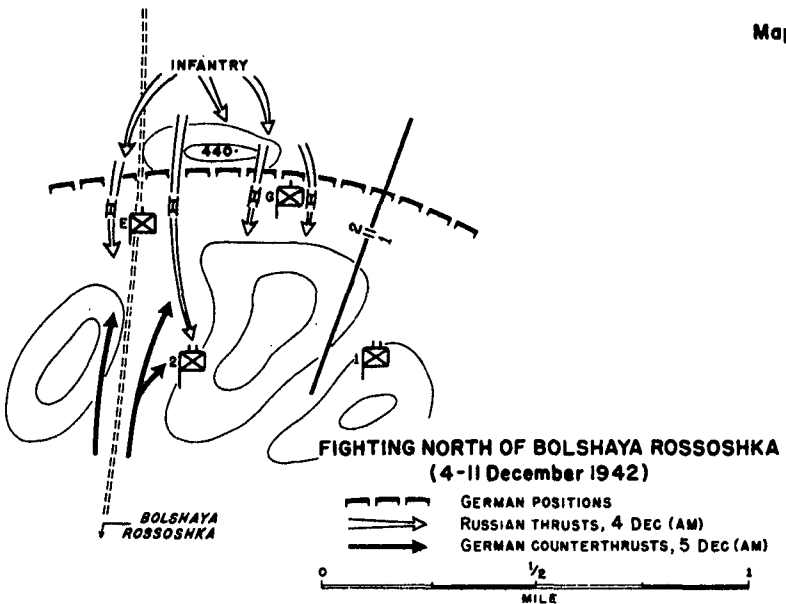 Map
INFANTRY
440
G
E
2
1
2
1
FIGHTING NORTH OF BOLSHAYA ROSSOSHKA
(4-11 December 1942)
GERMAN POSITIONS
RUSSIAN THRUSTS, 4 DEC (AM)
GERMAN COUNTERTHRUSTS, 5 DEC (AM)
BOLSHAYA
ROSSOSHKA
0 1/2 1
MILE